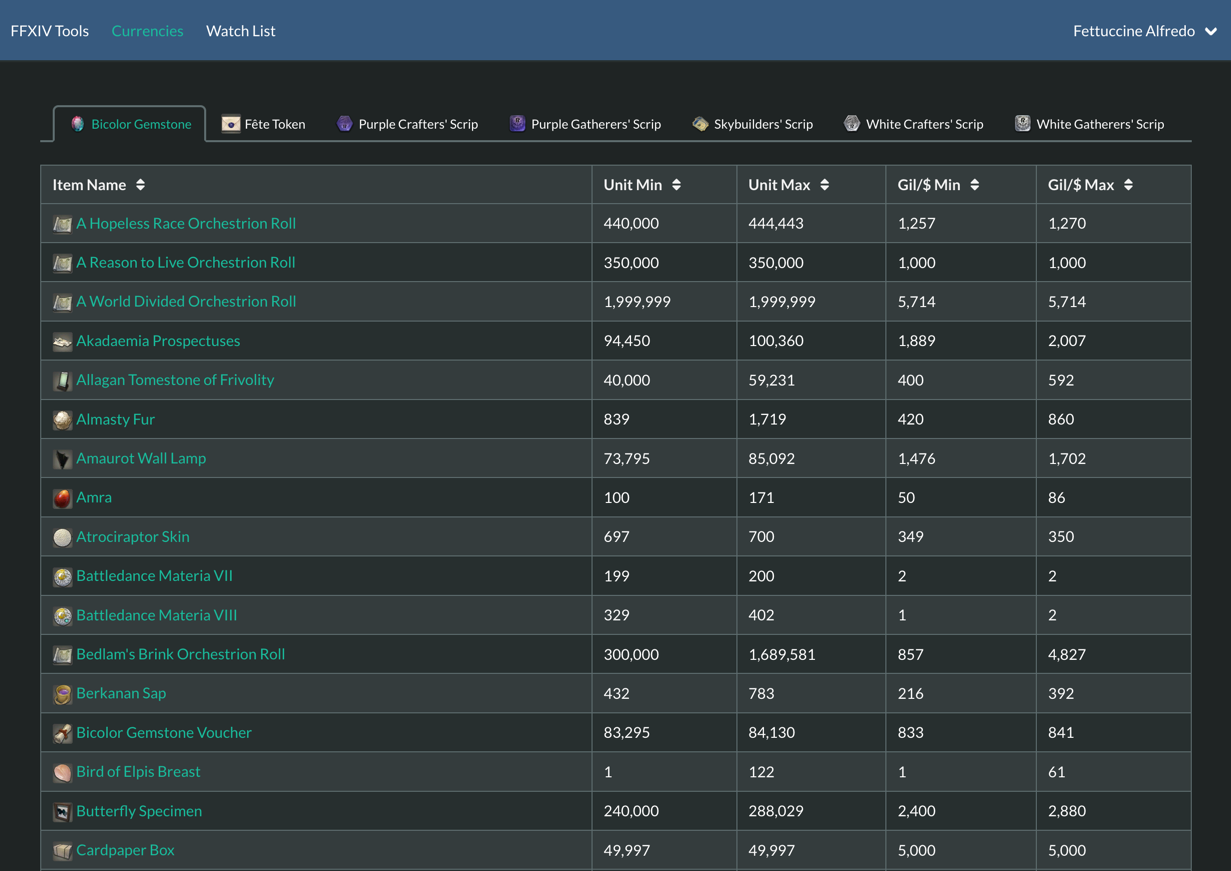 FFXIV Tools Currencies Watch List Fettuccine Alfredo
Bicolor Gemstone Fête Token Purple Crafters' Scrip Purple Gatherers' Scrip Skybuilders' Scrip White Crafters' Scrip White Gatherers' Scrip
Item Name Unit Min Unit Max Gil/$ Min Gil/$ Max
A Hopeless Race Orchestrion Roll 440,000 444,443 1,257 1,270
A Reason to Live Orchestrion Roll 350,000 350,000 1,000 1,000
A World Divided Orchestrion Roll 1,999,999 1,999,999 5,714 5,714
Akadaemia Prospectuses 94,450 100,360 1,889 2,007
Allagan Tomestone of Frivolity 40,000 59,231 400 592
Almasty Fur 839 1,719 420 860
Amaurot Wall Lamp 73,795 85,092 1,476 1,702
Amra 100 171 50 86
Atrociraptor Skin 697 700 349 350
Battledance Materia VII 199 200 2 2
Battledance Materia VIII 329 402 1 2
Bedlam's Brink Orchestrion Roll 300,000 1,689,581 857 4,827
Berkanan Sap 432 783 216 392
Bicolor Gemstone Voucher 83,295 84,130 833 841
Bird of Elpis Breast 1 122 1 61
Butterfly Specimen 240,000 288,029 2,400 2,880
Cardpaper Box 49,997 49,997 5,000 5,000